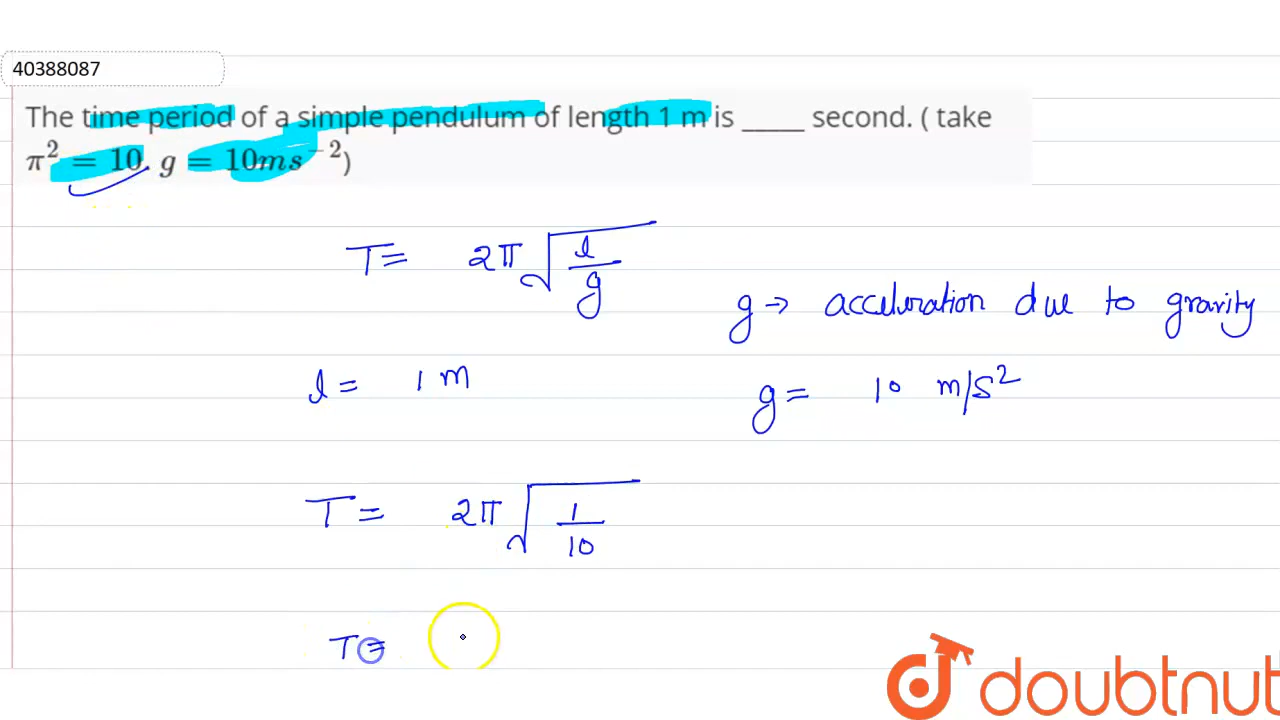 40388087
The time period of a simple pendulum of length 1 m is _____ second. ( take
π² = 10, g = 10ms⁻²)
T = 2π √(l/g)
g → acceleration due to gravity
l = 1 m
g = 10 m/s²
T = 2π √(1/10)
T =
doubtnut